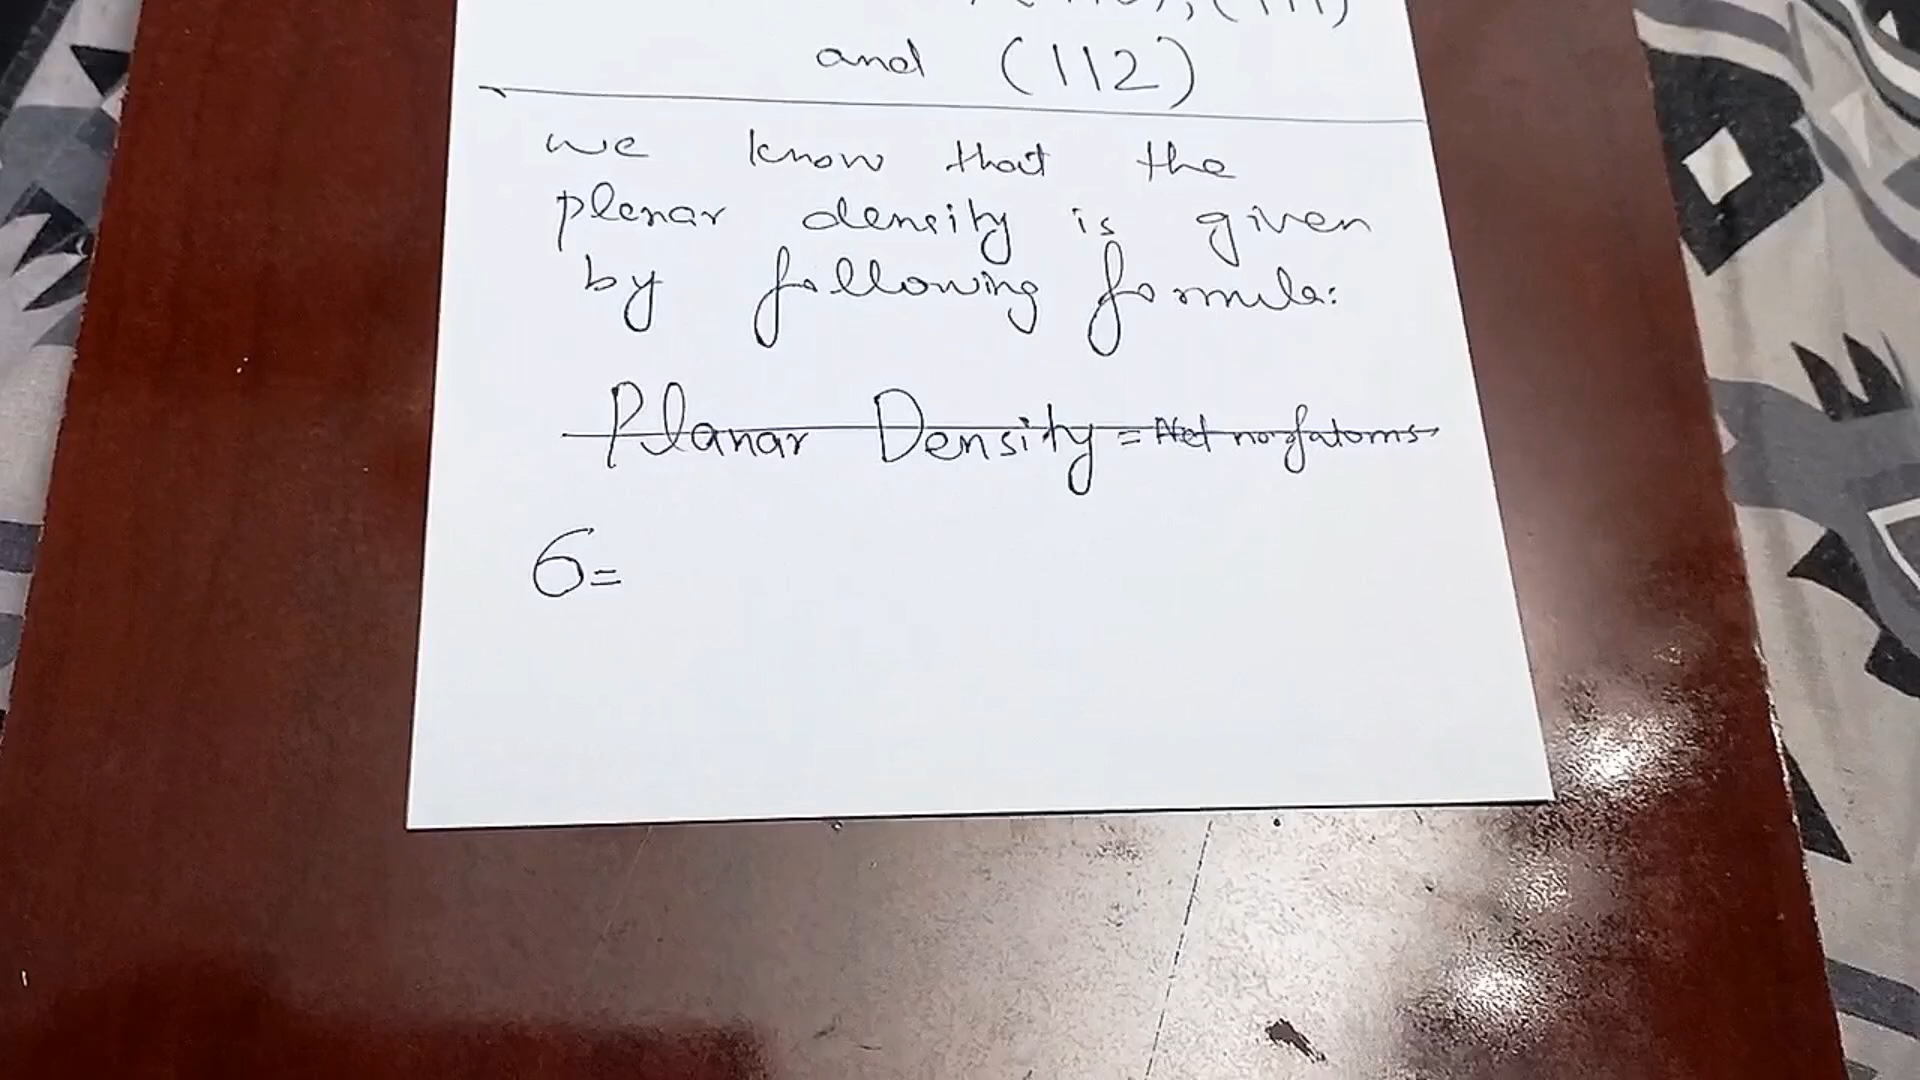 and (112)
we know that the
plenar density is given
by following formula:
Planar Density = Net no. of atoms
6=